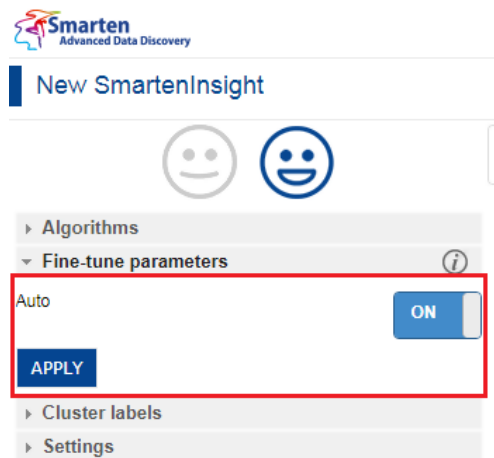 Smarten
Advanced Data Discovery
New SmartenInsight
Algorithms
Fine-tune parameters i
Auto ON
APPLY
Cluster labels
Settings